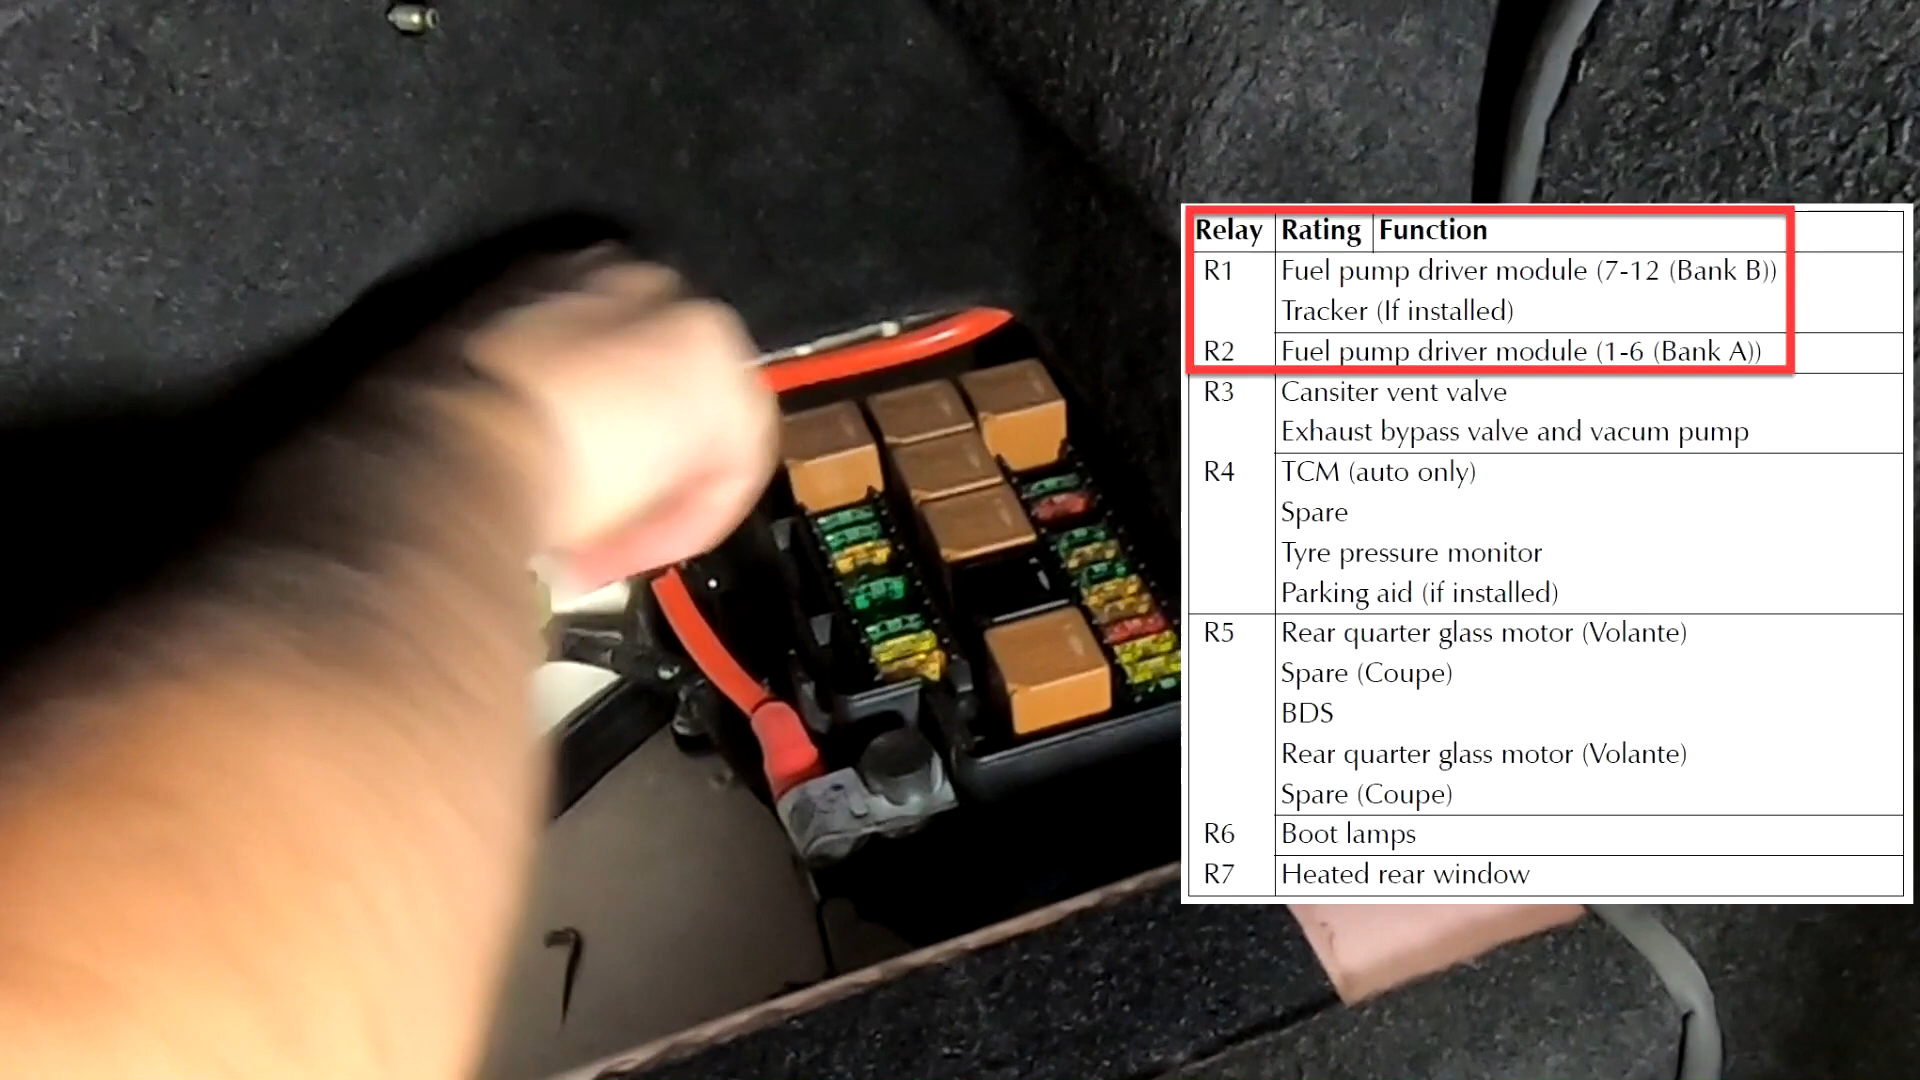 Relay Rating Function
R1 Fuel pump driver module (7-12 (Bank B))
Tracker (If installed)
R2 Fuel pump driver module (1-6 (Bank A))
R3 Cansiter vent valve
Exhaust bypass valve and vacum pump
R4 TCM (auto only)
Spare
Tyre pressure monitor
Parking aid (if installed)
R5 Rear quarter glass motor (Volante)
Spare (Coupe)
BDS
Rear quarter glass motor (Volante)
Spare (Coupe)
R6 Boot lamps
R7 Heated rear window